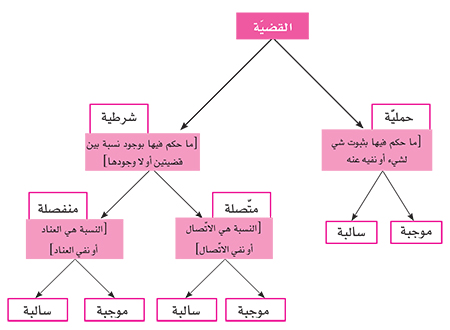 القضيّة
حمليّة
[ما حكم فيها بثبوت شي
لشيء أو نفيه عنه
موجبة
سالبة
شرطية
[ما حكم فيها بوجود نسبة بين
قضيتين أو لا وجودها]
متّصلة
[النسبة هي الاتّصال
أو نفي الاتّصال]
موجبة
سالبة
منفصلة
[النسبة هي العناد
أو نفي العناد]
موجبة
سالبة